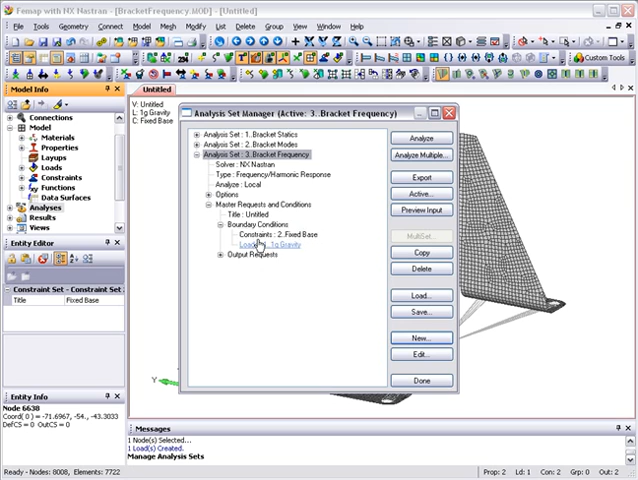 Femap with NX Nastran - [BracketFrequency.MOD] - [Untitled]
File Tools Geometry Connect Model Mesh Modify List Delete Group View Window Help
Custom Tools
Model Info
Untitled
V: Untitled
L: 1g Gravity
C: Fixed Base
Connections
Model
Materials
Properties
Layups
Loads
Constraints
Functions
Data Surfaces
Analyses
Results
Views
Entity Editor
Constraint Set - Constraint Set
Title Fixed Base
Entity Info
Node 6638
Coord( 0 ) = -71.6967, -54., -43.3033
DefCS = 0 OutCS = 0
Analysis Set Manager (Active: 3..Bracket Frequency)
Analysis Set : 1..Bracket Statics
Analysis Set : 2..Bracket Modes
Analysis Set : 3..Bracket Frequency
Solver : NX Nastran
Type : Frequency/Harmonic Response
Analyze : Local
Options
Master Requests and Conditions
Title : Untitled
Boundary Conditions
Constraints : 2..Fixed Base
1g Gravity
Output Requests
Analyze
Analyze Multiple...
Export
Active...
Preview Input
MultiSet...
Copy
Delete
Load...
Save...
New...
Edit...
Done
Y
Messages
1 Node(s) Selected...
1 Load(s) Created.
Manage Analysis Sets
Ready - Nodes: 8008, Elements: 7722 Prop: 2 Ld: 1 Con: 2 Grp: 0 Out: 2